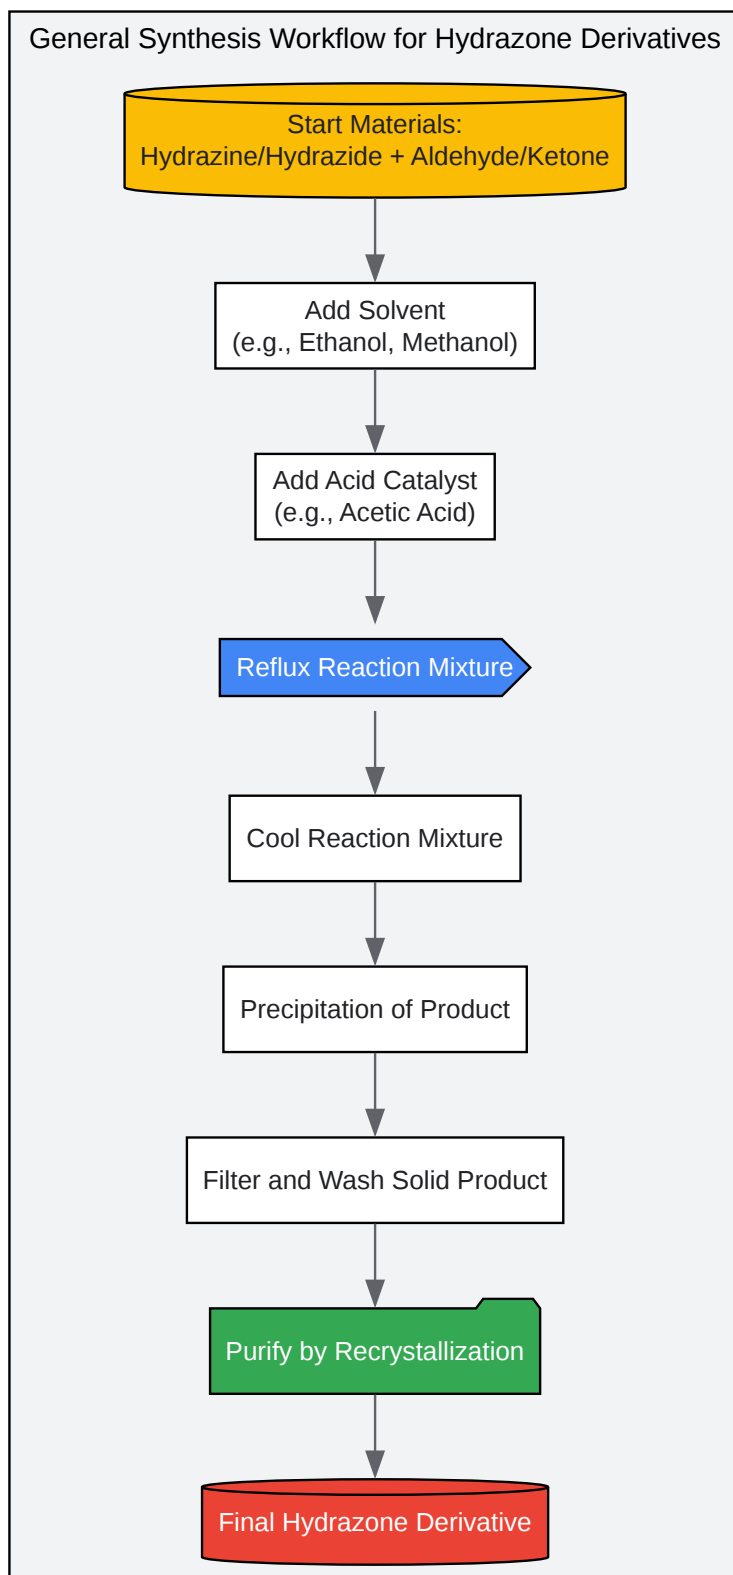 General Synthesis Workflow for Hydrazone Derivatives
Start Materials:
Hydrazine/Hydrazide + Aldehyde/Ketone
Add Solvent
(e.g., Ethanol, Methanol)
Add Acid Catalyst
(e.g., Acetic Acid)
Reflux Reaction Mixture
Cool Reaction Mixture
Precipitation of Product
Filter and Wash Solid Product
Purify by Recrystallization
Final Hydrazone Derivative